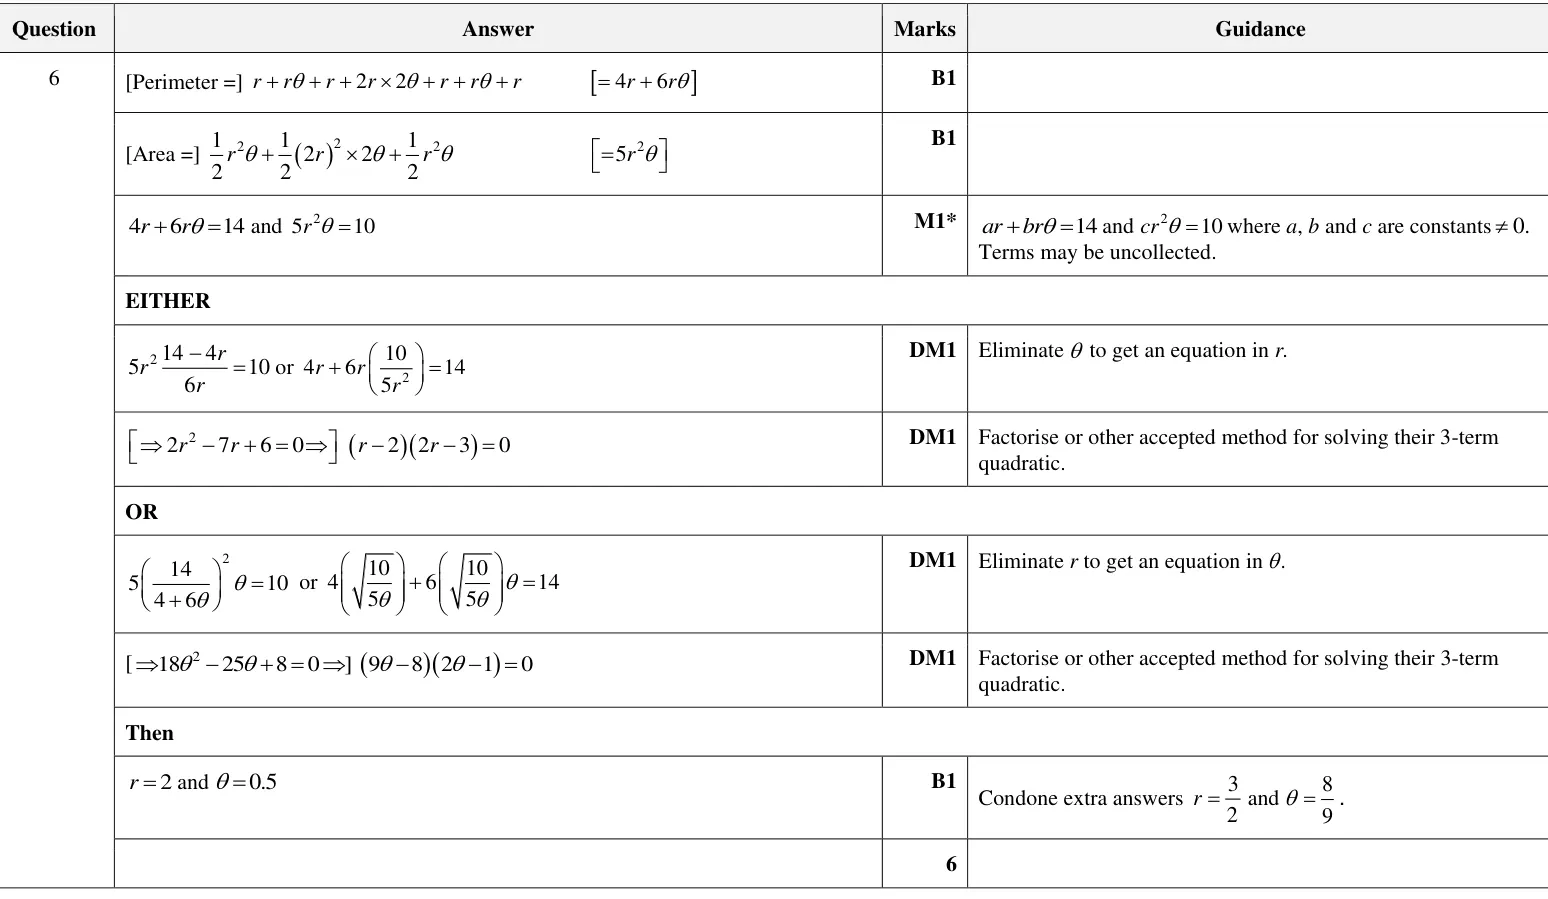 Question Answer Marks Guidance
6 [Perimeter =] r + rθ + r + 2r × 2θ + r + rθ + r [= 4r + 6rθ] B1
[Area =] 1/2 r²θ + 1/2 (2r)² × 2θ + 1/2 r²θ [= 5r²θ] B1
4r + 6rθ = 14 and 5r²θ = 10 M1* ar + brθ = 14 and cr²θ = 10 where a, b and c are constants ≠ 0.
Terms may be uncollected.
EITHER
5r² (14 − 4r)/(6r) = 10 or 4r + 6r(10/(5r²)) = 14 DM1 Eliminate θ to get an equation in r.
[⇒ 2r² − 7r + 6 = 0 ⇒] (r − 2)(2r − 3) = 0 DM1 Factorise or other accepted method for solving their 3-term
quadratic.
OR
5(14/(4 + 6θ))² θ = 10 or 4(√(10/(5θ))) + 6(√(10/(5θ)))θ = 14 DM1 Eliminate r to get an equation in θ.
[⇒ 18θ² − 25θ + 8 = 0 ⇒] (9θ − 8)(2θ − 1) = 0 DM1 Factorise or other accepted method for solving their 3-term
quadratic.
Then
r = 2 and θ = 0.5 B1 Condone extra answers r = 3/2 and θ = 8/9.
6